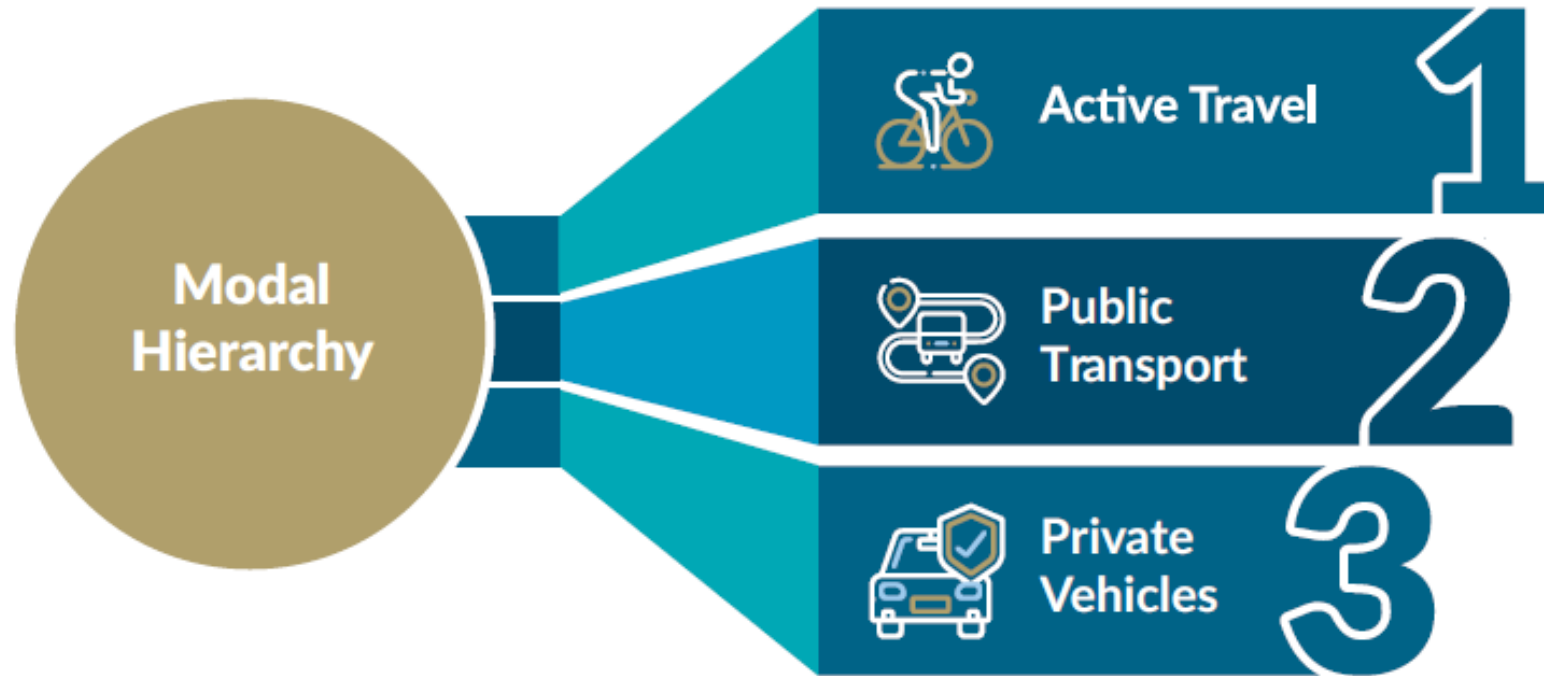 Modal
Hierarchy
Active Travel
1
Public
Transport
2
Private
Vehicles
3